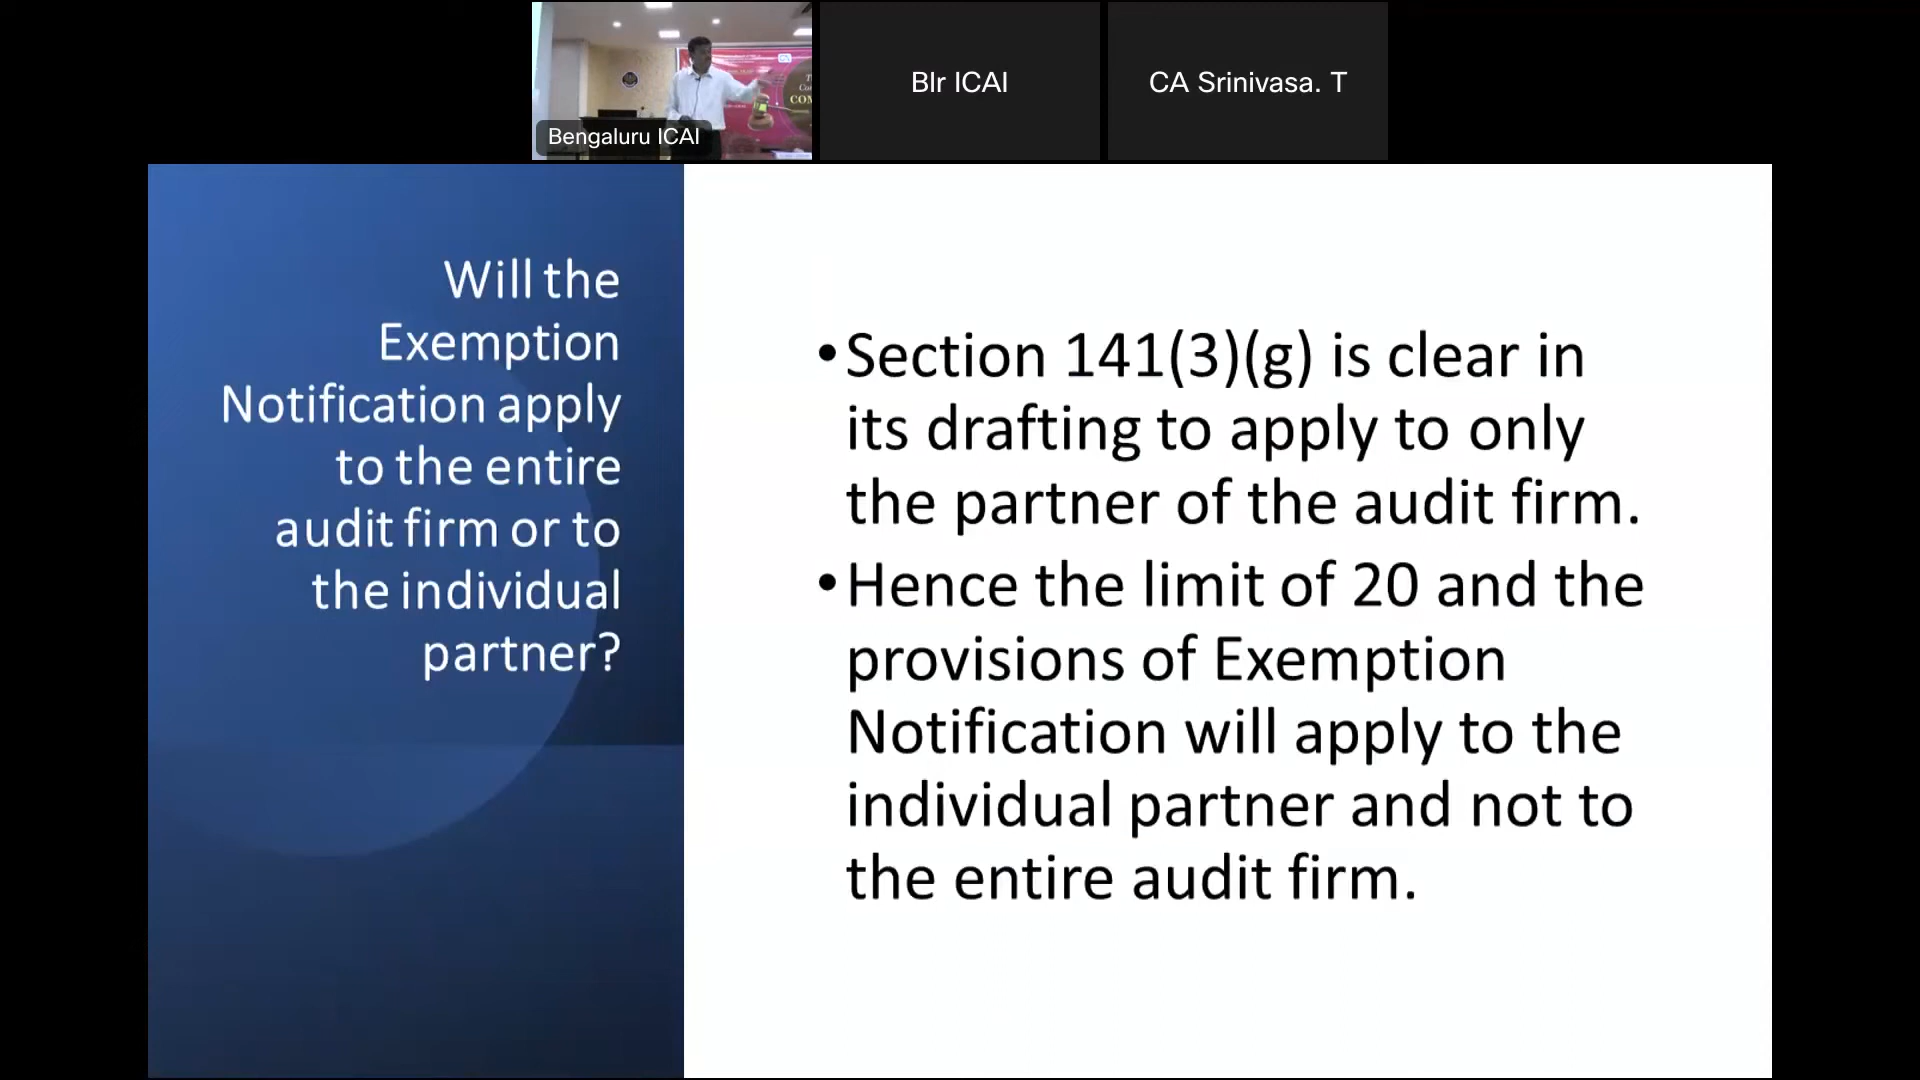 Bengaluru ICAI
Blr ICAI
CA Srinivasa. T
Will the
Exemption
Notification apply
to the entire
audit firm or to
the individual
partner?
•Section 141(3)(g) is clear in
its drafting to apply to only
the partner of the audit firm.
•Hence the limit of 20 and the
provisions of Exemption
Notification will apply to the
individual partner and not to
the entire audit firm.